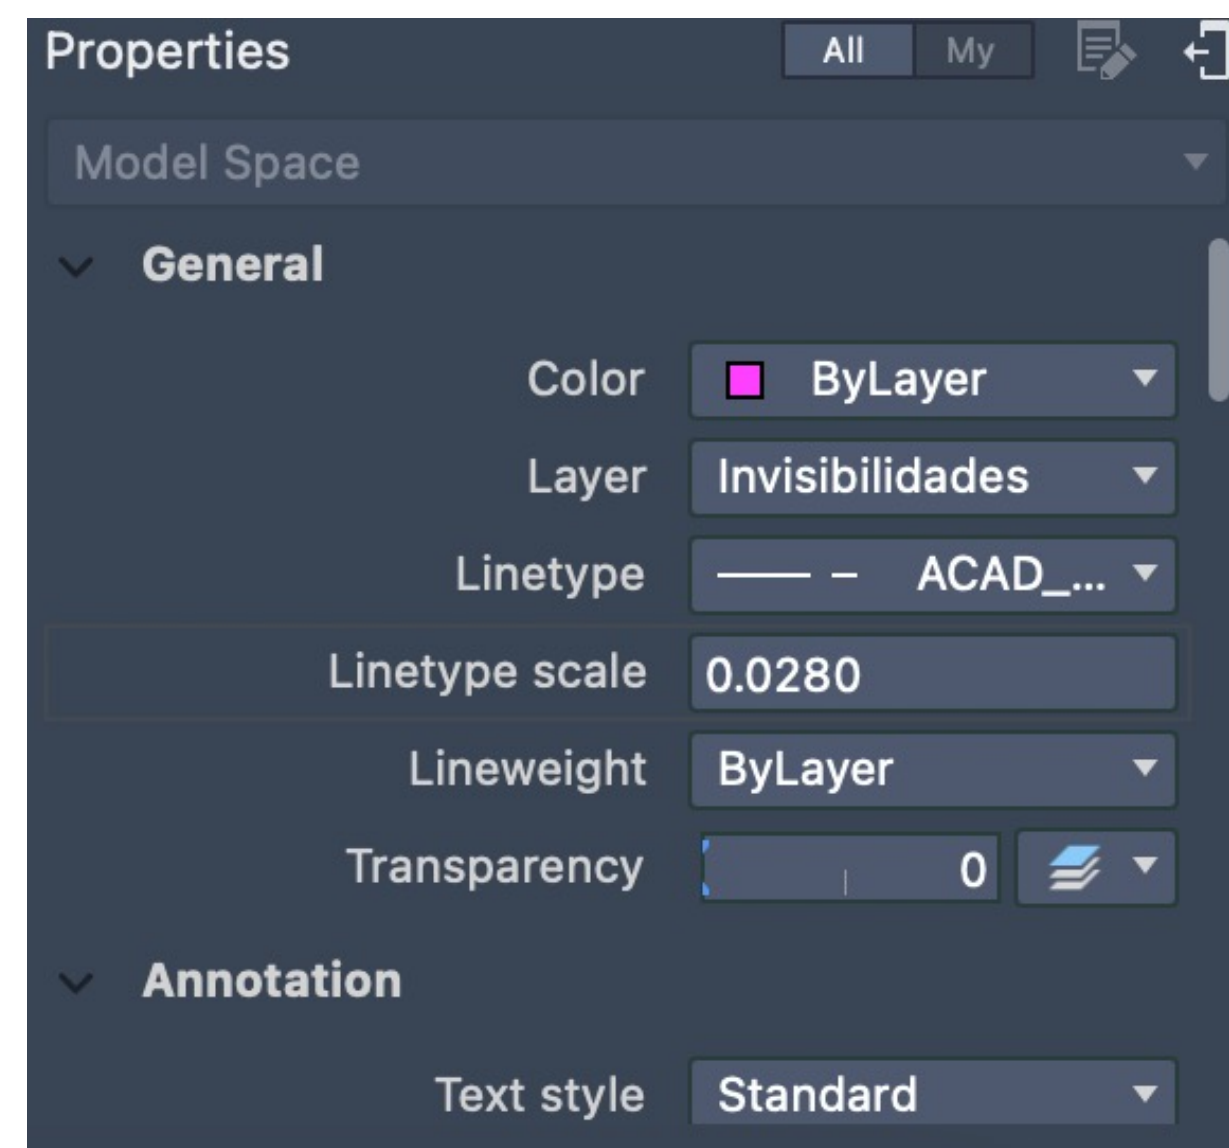 Properties All My
Model Space
General
Color ByLayer
Layer Invisibilidades
Linetype ACAD_...
Linetype scale 0.0280
Lineweight ByLayer
Transparency 0
Annotation
Text style Standard